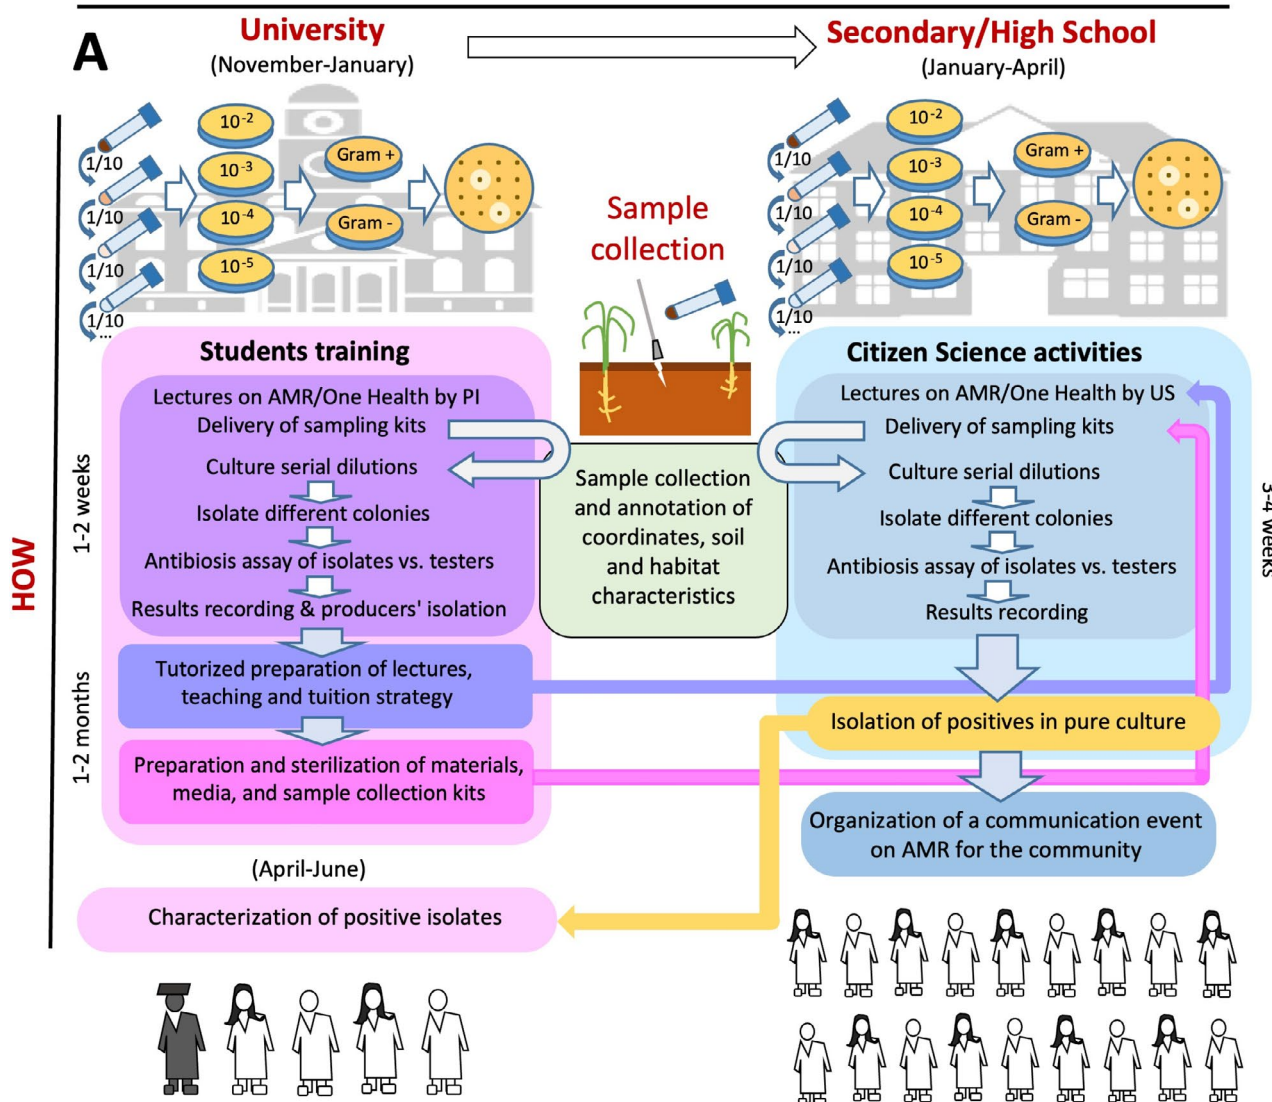 A
University
(November-January)
Secondary/High School
(January-April)
1/10
1/10
1/10
1/10
...
10-2
10-3
10-4
10-5
Gram +
Gram -
Sample
collection
1/10
1/10
1/10
1/10
...
10-2
10-3
10-4
10-5
Gram +
Gram -
HOW
1-2 weeks
1-2 months
Students training
Lectures on AMR/One Health by PI
Delivery of sampling kits
Culture serial dilutions
Isolate different colonies
Antibiosis assay of isolates vs. testers
Results recording & producers' isolation
Tutorized preparation of lectures,
teaching and tuition strategy
Preparation and sterilization of materials,
media, and sample collection kits
(April-June)
Characterization of positive isolates
Sample collection
and annotation of
coordinates, soil
and habitat
characteristics
Citizen Science activities
Lectures on AMR/One Health by US
Delivery of sampling kits
Culture serial dilutions
Isolate different colonies
Antibiosis assay of isolates vs. testers
Results recording
Isolation of positives in pure culture
Organization of a communication event
on AMR for the community
3-4 weeks